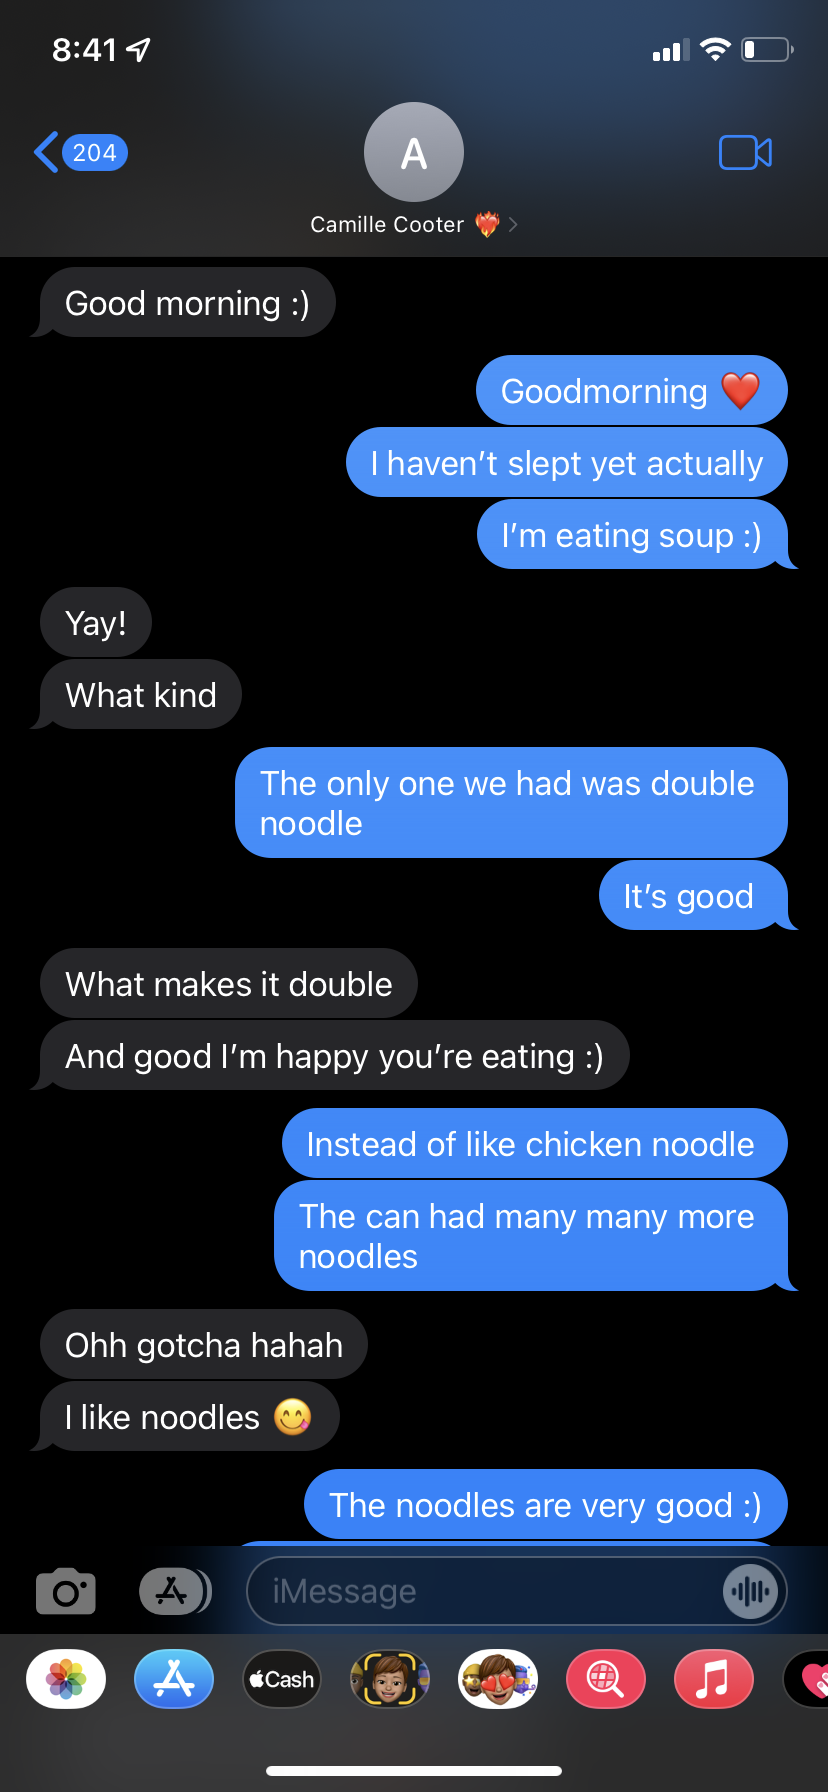 8:41
204
A
Camille Cooter ❤️‍🔥
Good morning :)
Goodmorning ❤️
I haven’t slept yet actually
I’m eating soup :)
Yay!
What kind
The only one we had was double
noodle
It’s good
What makes it double
And good I’m happy you’re eating :)
Instead of like chicken noodle
The can had many many more
noodles
Ohh gotcha hahah
I like noodles 😋
The noodles are very good :)
iMessage
Cash